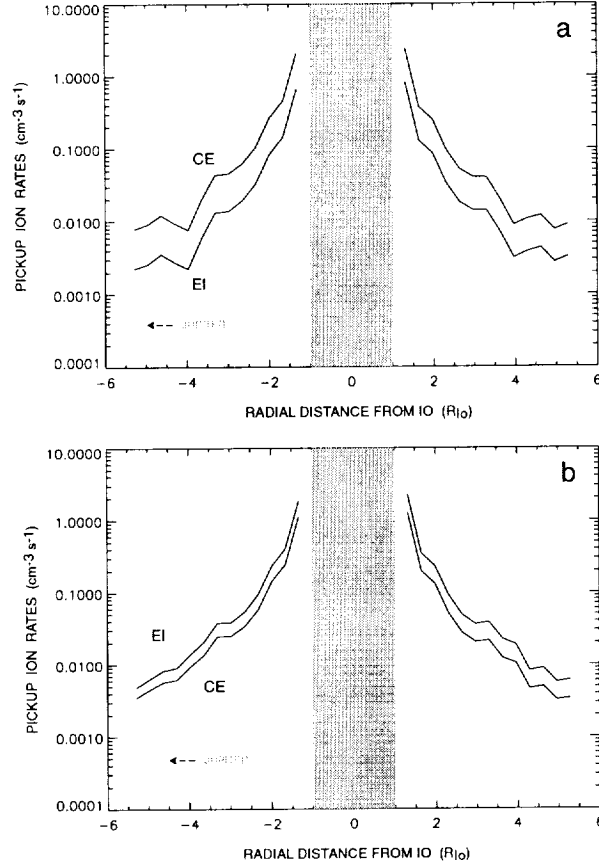 a
10.0000
1.0000
0.1000
0.0100
0.0010
0.0001
PICKUP ION RATES (cm-3 s-1)
CE
EI
-6
-4
-2
0
2
4
6
RADIAL DISTANCE FROM IO (RIo)
b
10.0000
1.0000
0.1000
0.0100
0.0010
0.0001
PICKUP ION RATES (cm-3 s-1)
EI
CE
-6
-4
-2
0
2
4
6
RADIAL DISTANCE FROM IO (RIo)